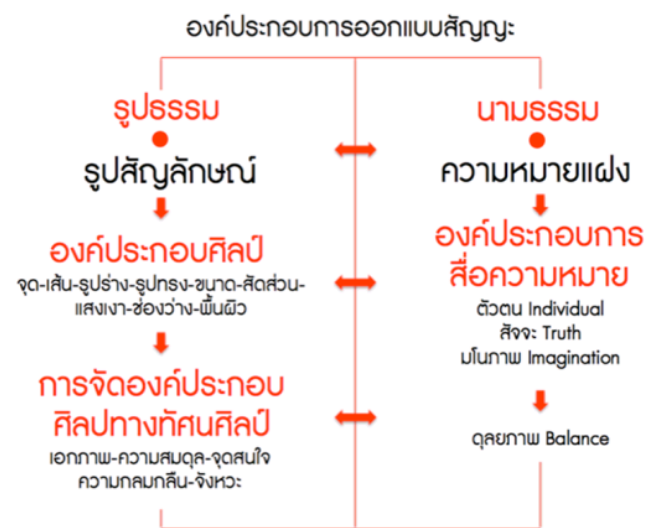 องค์ประกอบการออกแบบสัญญะ
รูปธรรม
รูปสัญลักษณ์
องค์ประกอบศิลป์
จุด-เส้น-รูปร่าง-รูปทรง-ขนาด-สัดส่วน-
แสงเงา-ช่องว่าง-พื้นผิว
การจัดองค์ประกอบ
ศิลปทางทัศนศิลป์
เอกภาพ-ความสมดุล-จุดสนใจ
ความกลมกลืน-จังหวะ
นามธรรม
ความหมายแฝง
องค์ประกอบการ
สื่อความหมาย
ตัวตน Individual
สัจจะ Truth
มโนภาพ Imagination
ดุลยภาพ Balance